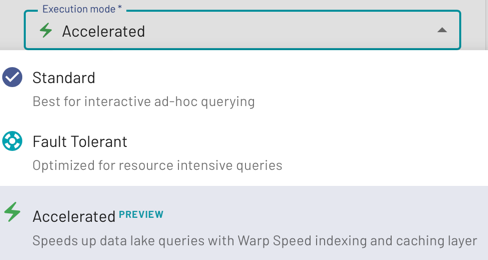 Execution mode *
Accelerated
Standard
Best for interactive ad-hoc querying
Fault Tolerant
Optimized for resource intensive queries
Accelerated PREVIEW
Speeds up data lake queries with Warp Speed indexing and caching layer